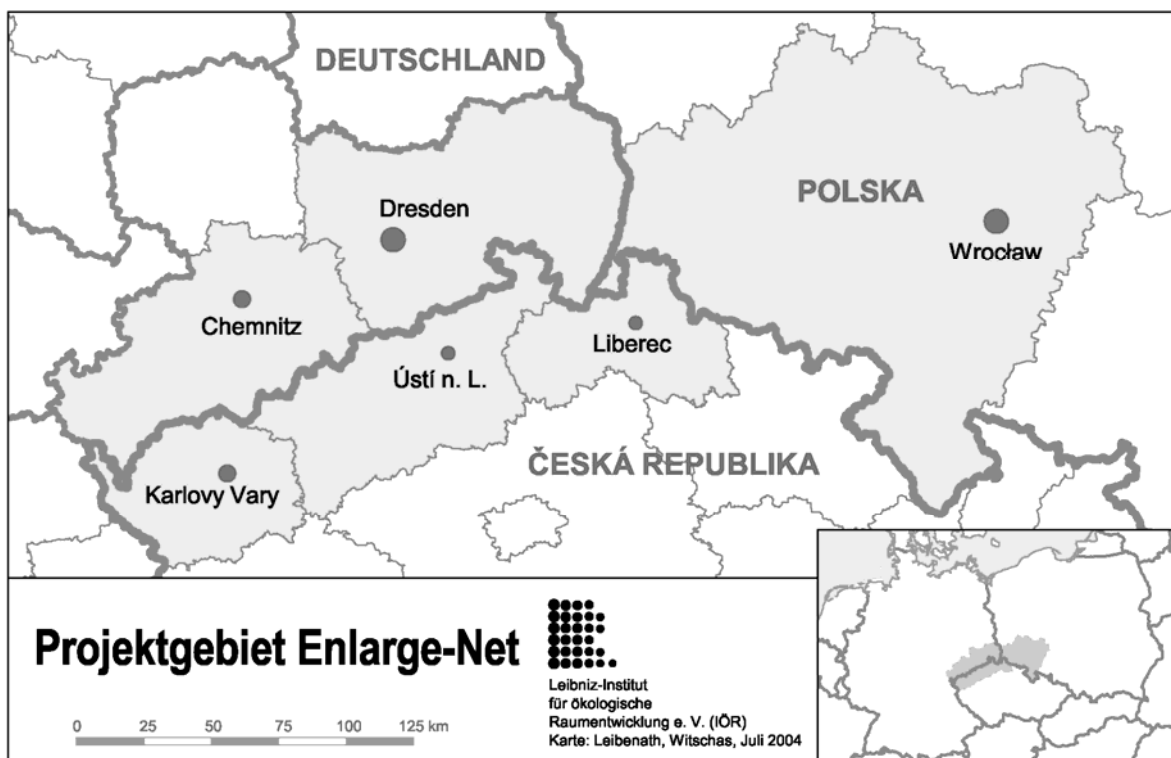 DEUTSCHLAND
POLSKA
Dresden
Wrocław
Chemnitz
Liberec
Ústí n. L.
ČESKÁ REPUBLIKA
Karlovy Vary
Projektgebiet Enlarge-Net
Leibniz-Institut
für ökologische
Raumentwicklung e. V. (IÖR)
Karte: Leibenath, Witschas, Juli 2004
0 25 50 75 100 125 km